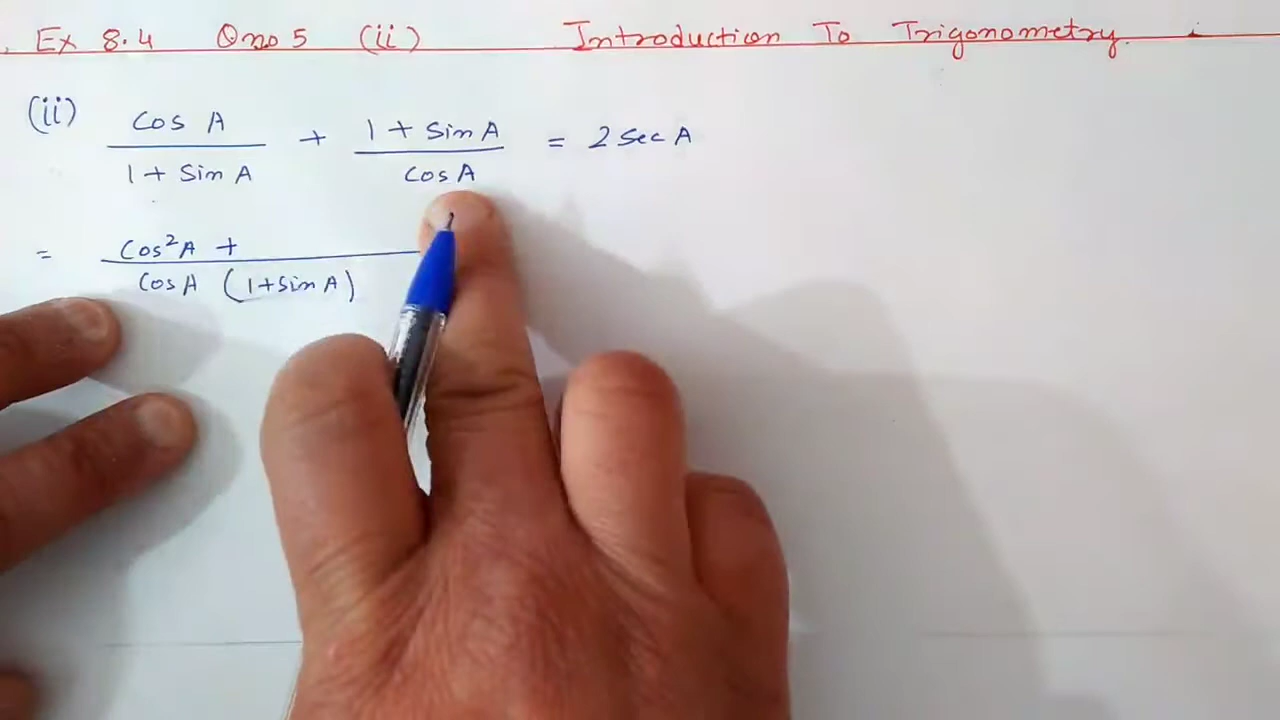 Ex 8.4 Qno 5 (ii) Introduction To Trigonometry
(ii) Cos A / 1 + Sin A + 1 + Sin A / Cos A = 2 Sec A
= Cos²A + / Cos A (1+Sin A)